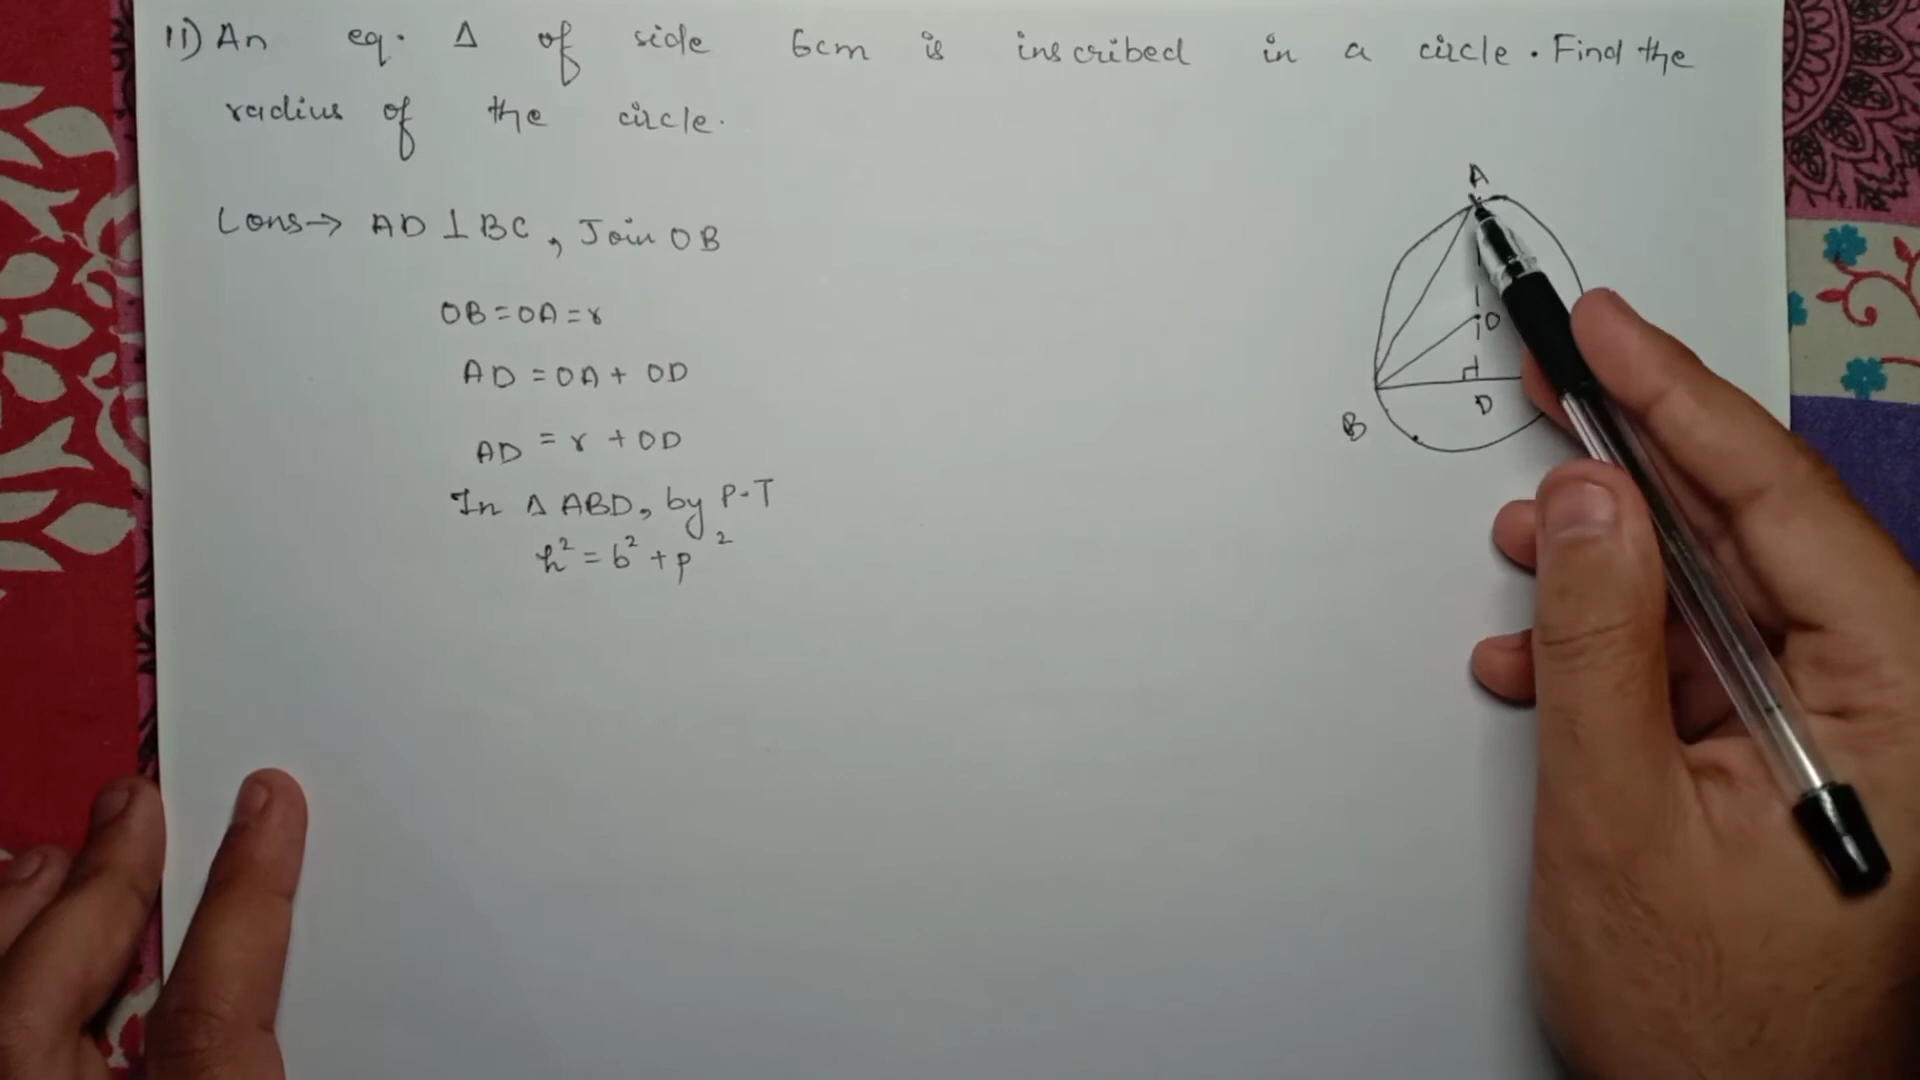 11) An eq. Δ of side 6cm is inscribed in a circle. Find the
radius of the circle.
Cons→ AD ⊥ BC, Join OB
OB = OA = r
AD = OA + OD
AD = r + OD
In Δ ABD, by P.T
h² = b² + p²
A
O
D
B